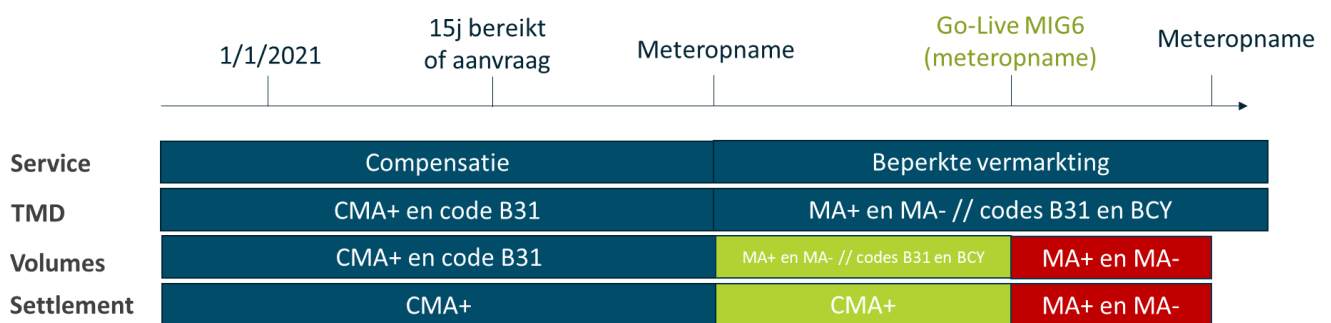 1/1/2021
15j bereikt
of aanvraag
Meteropname
Go-Live MIG6
(meteropname)
Meteropname
Service
Compensatie
Beperkte vermarkting
TMD
CMA+ en code B31
MA+ en MA- // codes B31 en BCY
Volumes
CMA+ en code B31
MA+ en MA- // codes B31 en BCY
MA+ en MA-
Settlement
CMA+
CMA+
MA+ en MA-